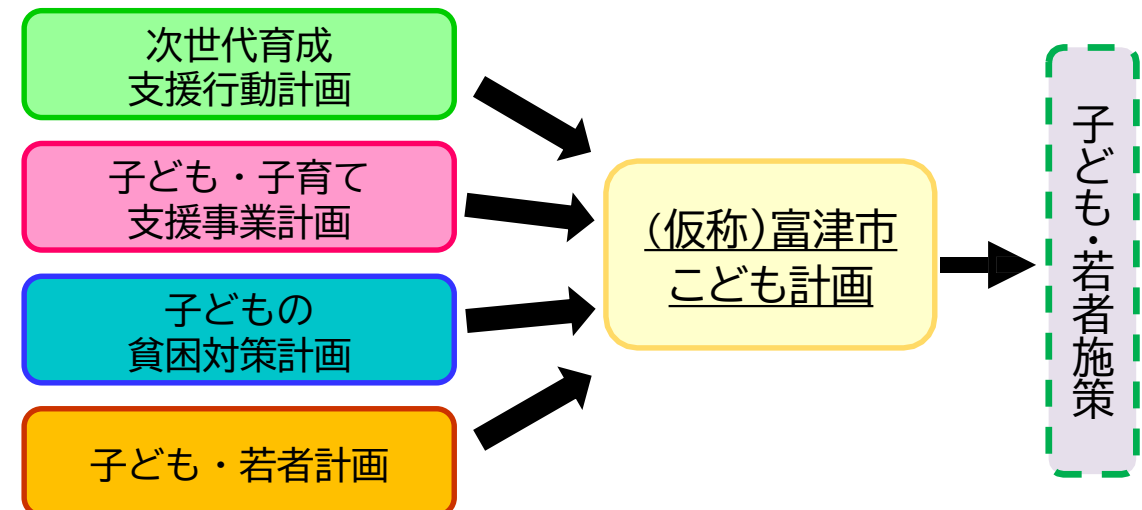 次世代育成
支援行動計画
子ども・子育て
支援事業計画
子どもの
貧困対策計画
子ども・若者計画
(仮称)富津市
こども計画
子ども・若者施策